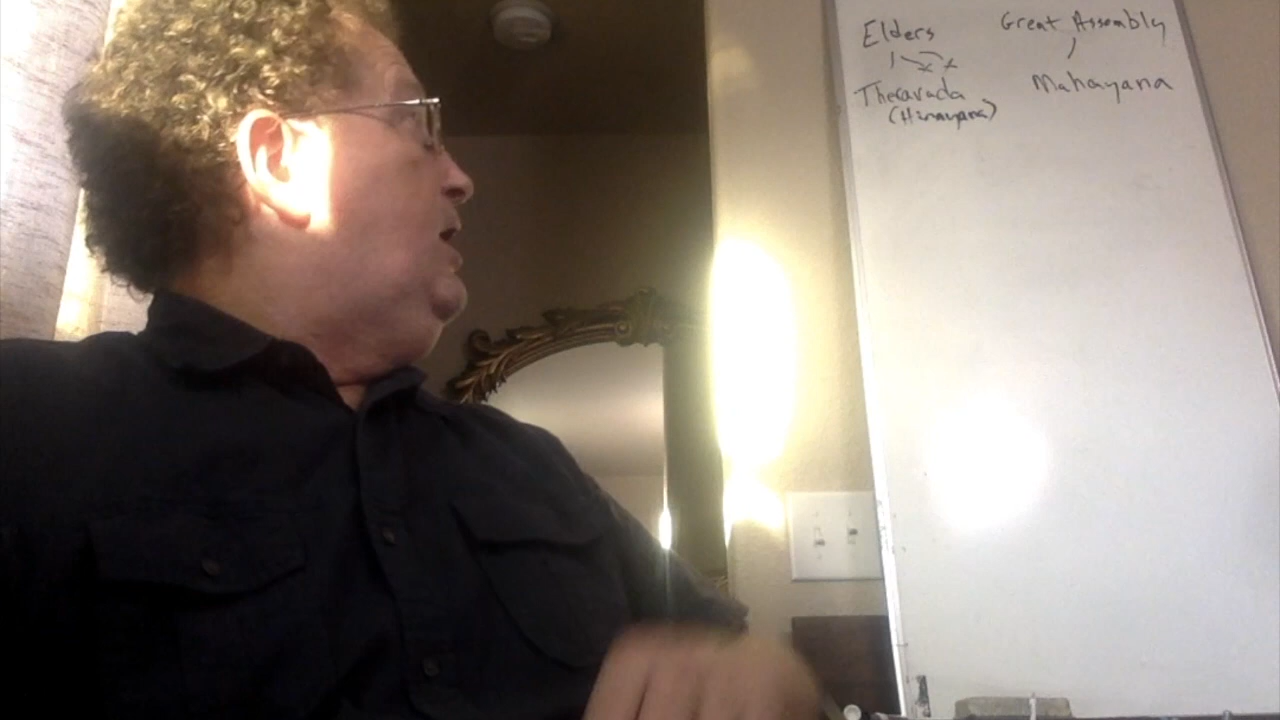 Elders
Great Assembly
Theravada
(Hinayana)
Mahayana